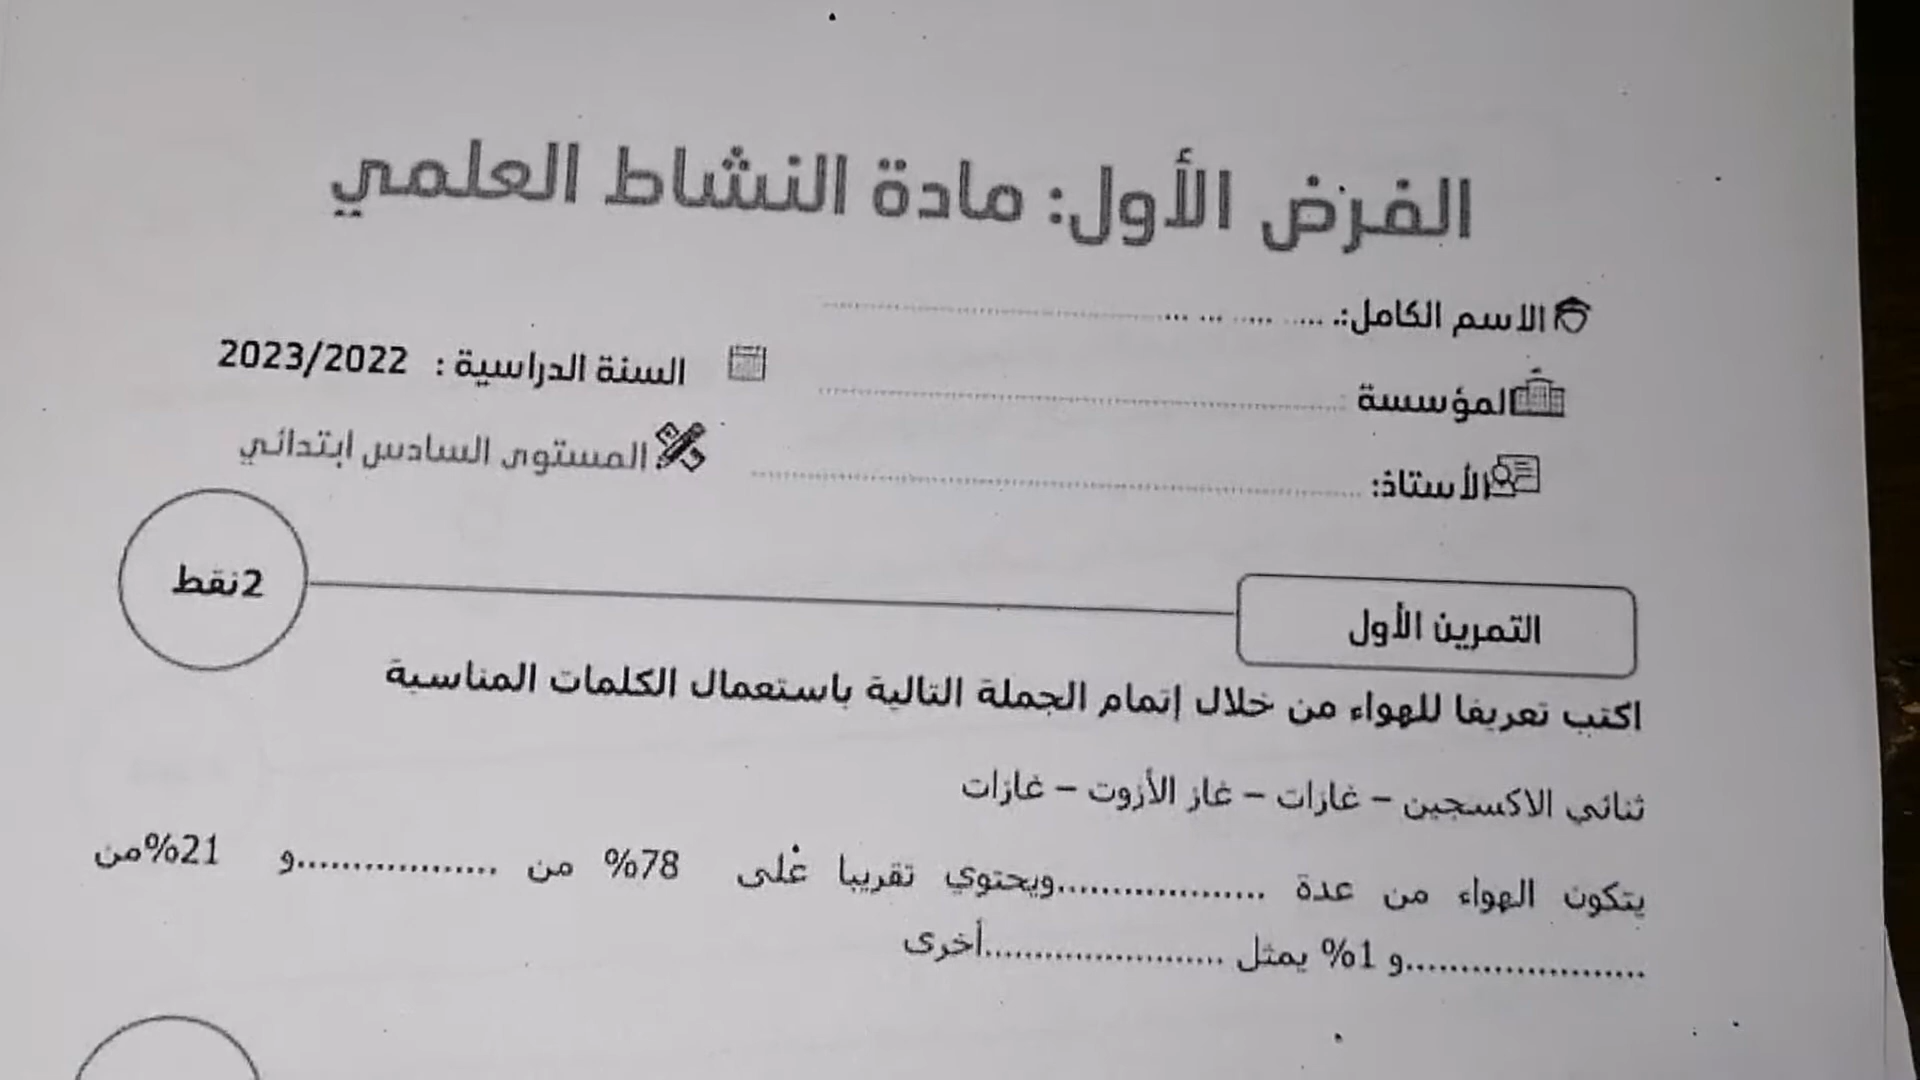 الفرض الأول: مادة النشاط العلمي
الاسم الكامل:......................
المؤسسة :......................
السنة الدراسية : 2023/2022
الأستاذ:......................
المستوى السادس ابتدائي
التمرين الأول
2نقط
اكتب تعريفا للهواء من خلال إتمام الجملة التالية باستعمال الكلمات المناسبة
ثنائي الاكسجين – غازات – غاز الأزوت – غازات
يتكون الهواء من عدة ....................ويحتوي تقريبا على 78% من ...................و 21%من
......................و 1% يمثل ......................أخرى